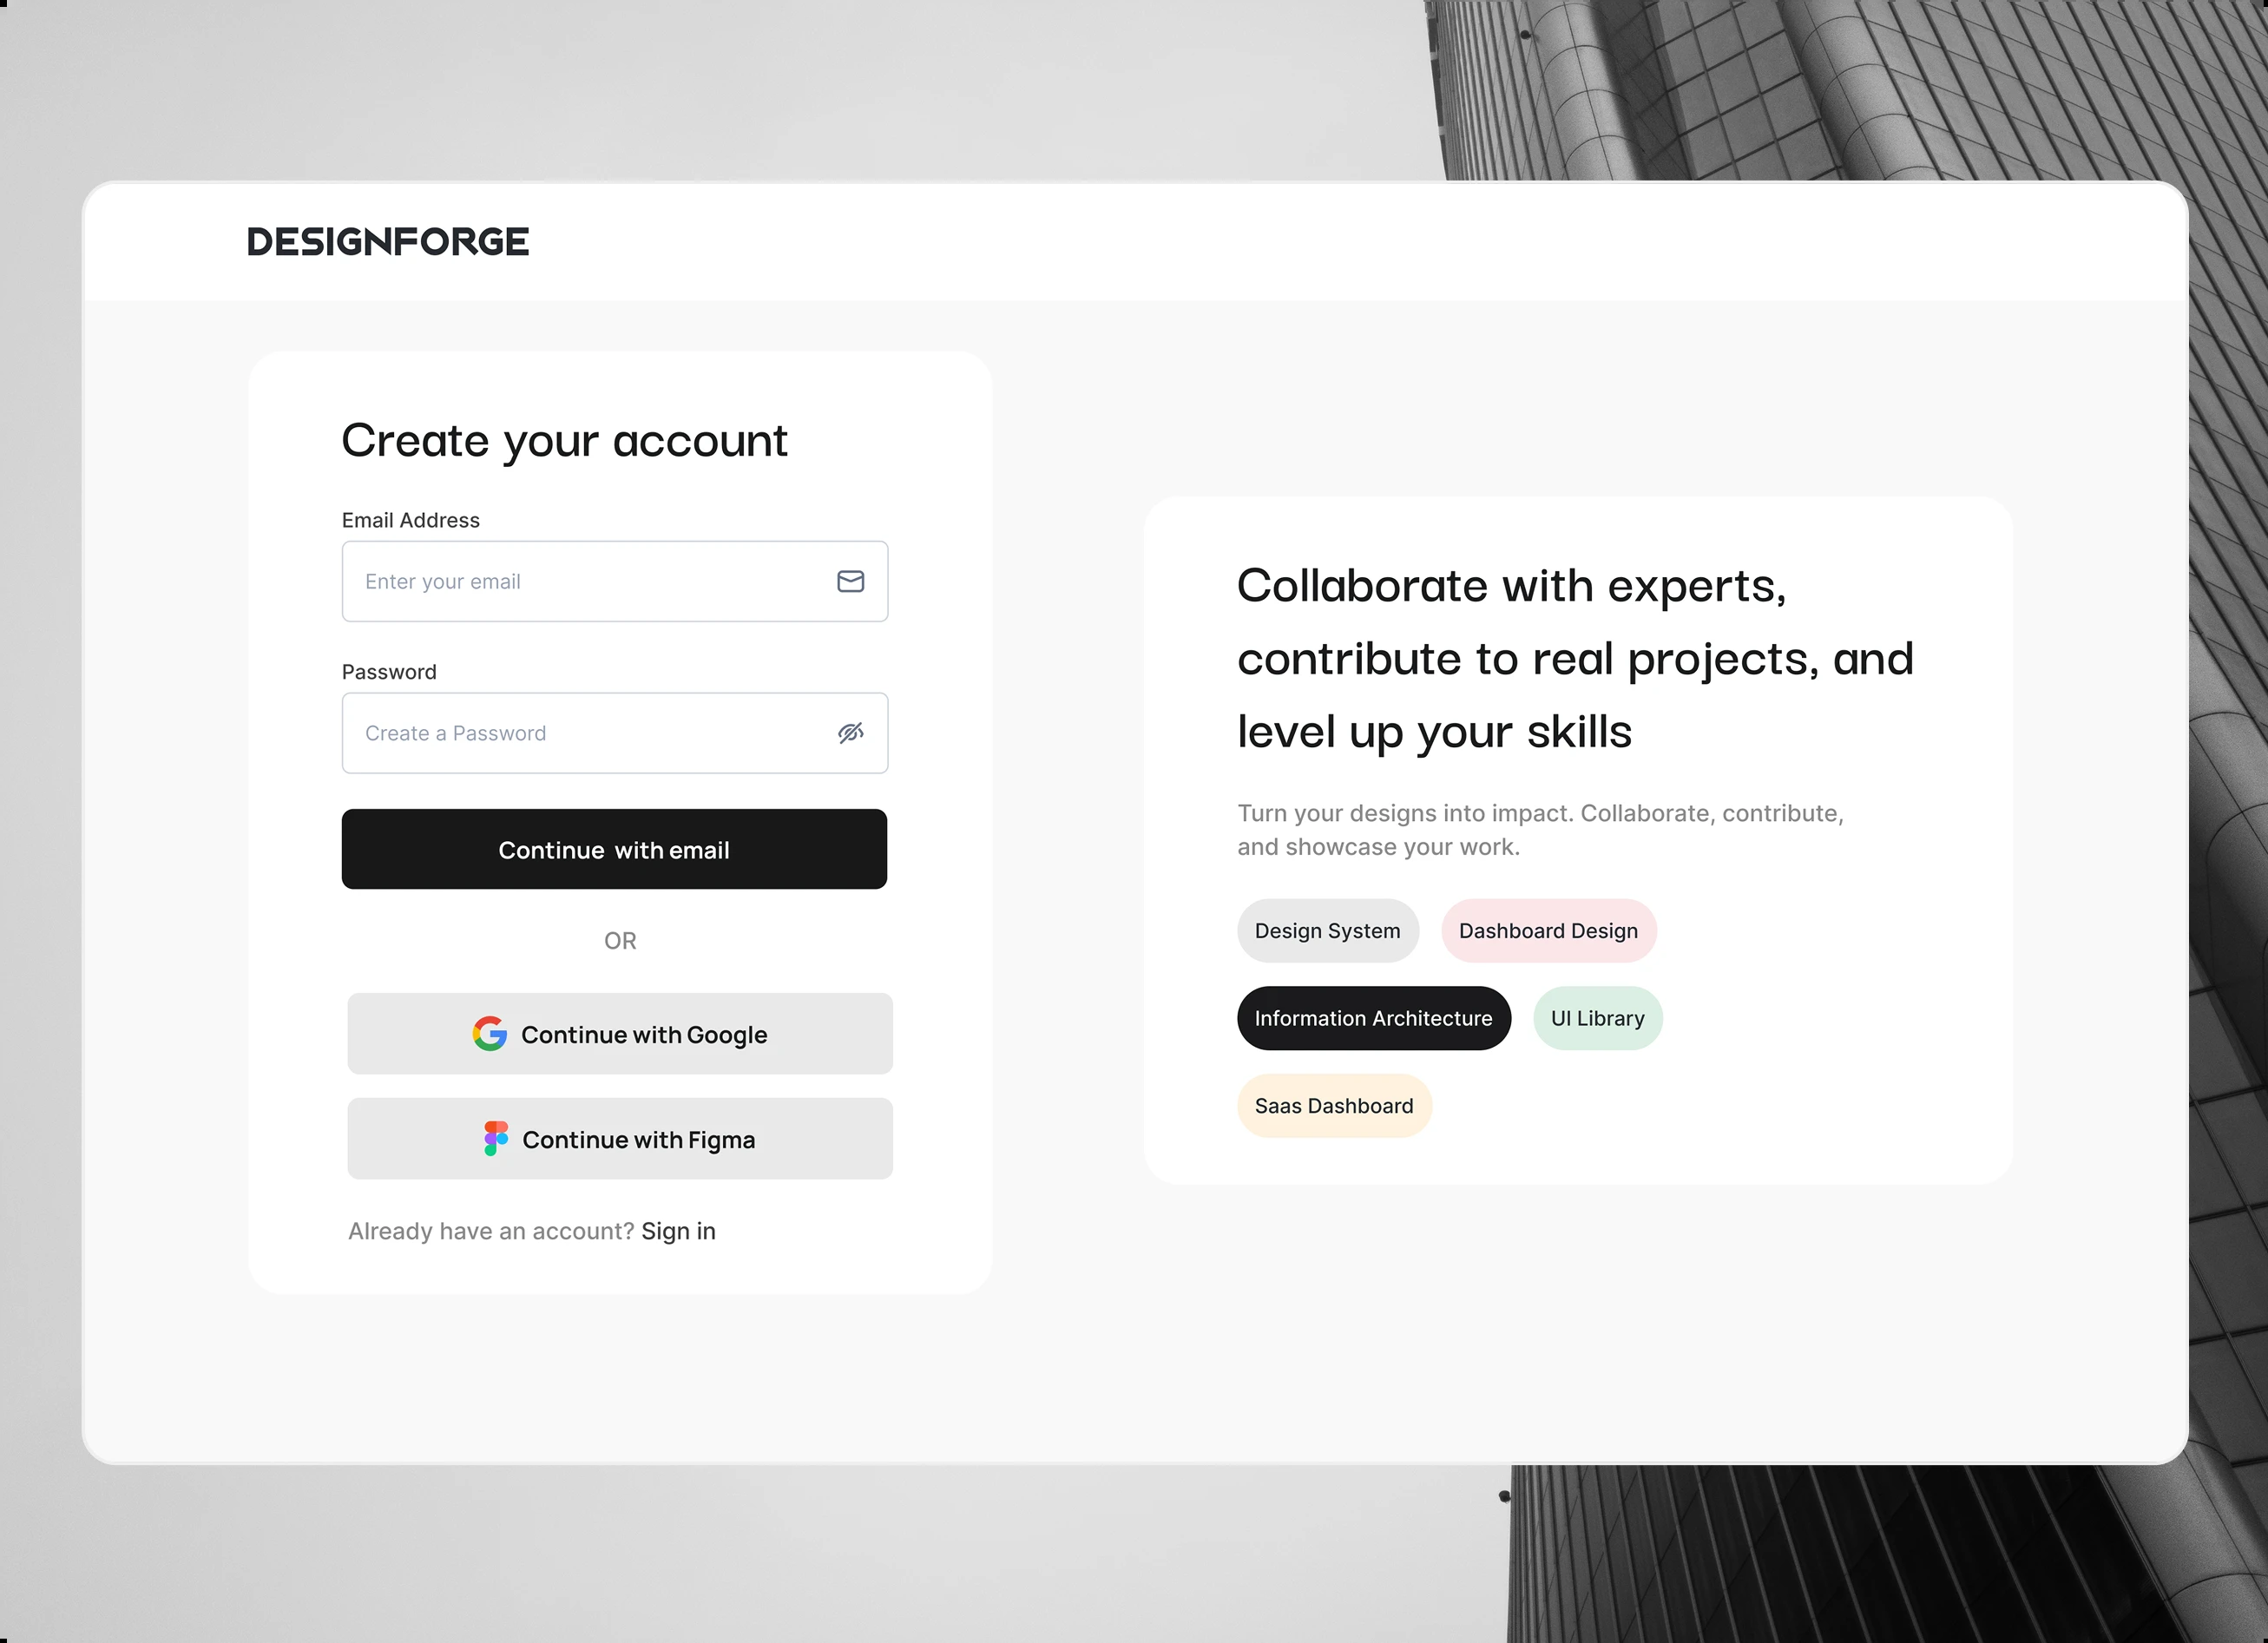 DESIGNFORGE
Create your account
Email Address
Enter your email
Password
Create a Password
Continue with email
OR
Continue with Google
Continue with Figma
Already have an account? Sign in
Collaborate with experts,
contribute to real projects, and
level up your skills
Turn your designs into impact. Collaborate, contribute,
and showcase your work.
Design System
Dashboard Design
Information Architecture
UI Library
Saas Dashboard